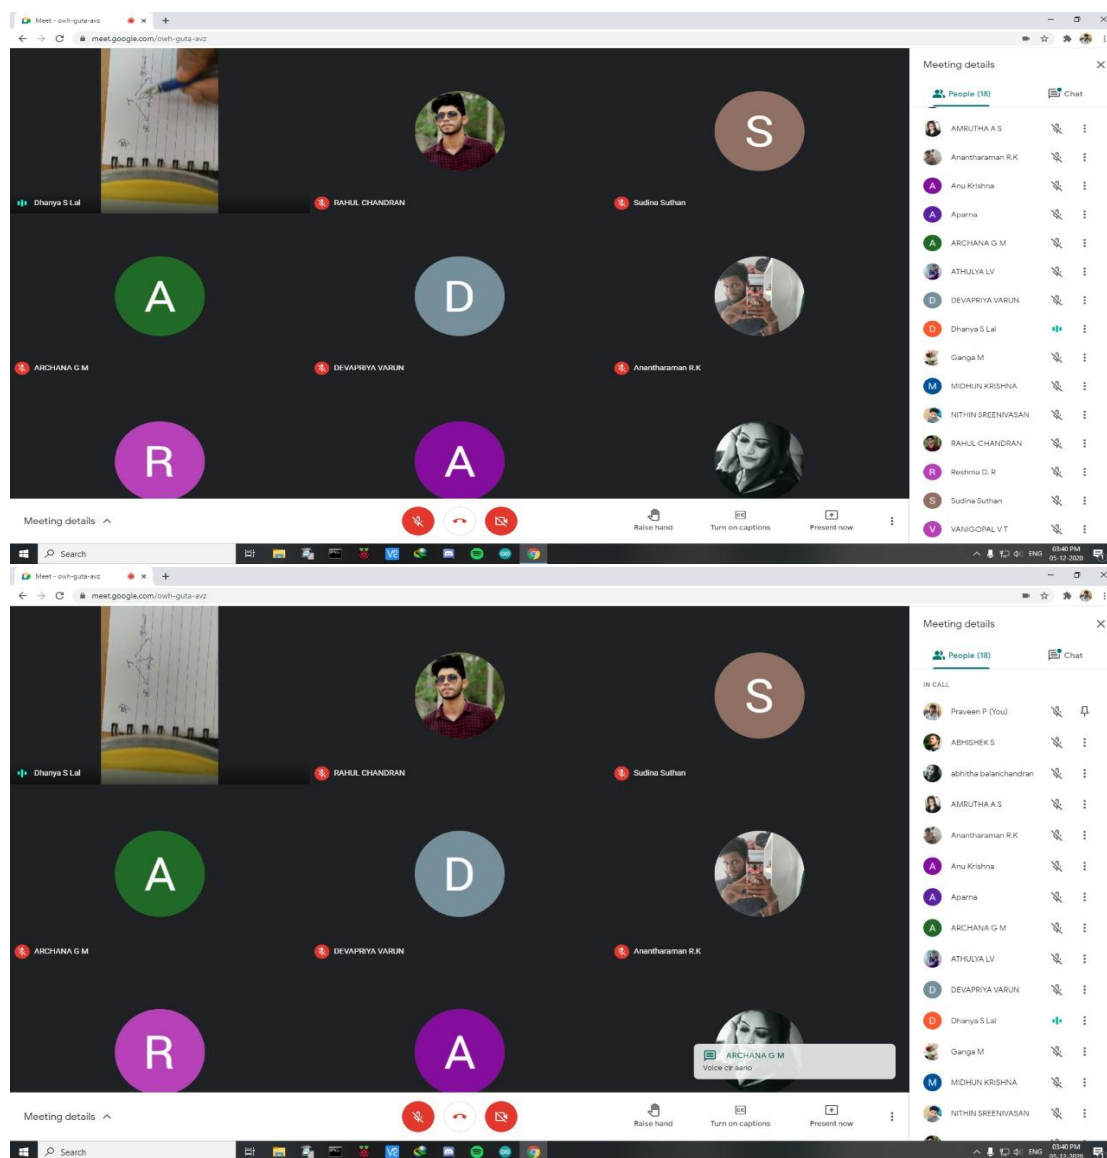 Meet - owh-guta-avz
meet.google.com/owh-guta-avz
Meeting details
People (18)
Chat
AMRUTHA A S
Anantharaman R.K
Anu Krishna
A
Aparna
A
ARCHANA G M
A
ATHULYA LV
DEVAPRIYA VARUN
D
Dhanya S Lal
D
Ganga M
MIDHUN KRISHNA
M
NITHIN SREENIVASAN
RAHUL CHANDRAN
Reshma D. R
R
Sudina Suthan
S
VANIGOPAL V T
V
S
Dhanya S Lal
RAHUL CHANDRAN
Sudina Suthan
A
D
ARCHANA G M
DEVAPRIYA VARUN
Anantharaman R.K
R
A
Meeting details
Raise hand
Turn on captions
Present now
Search
V2
ENG
03:40 PM
05-12-2020
Meet - owh-guta-avz
meet.google.com/owh-guta-avz
Meeting details
People (18)
Chat
IN CALL
Praveen P (You)
ABHISHEK S
abhitha balanchandran
AMRUTHA A S
Anantharaman R.K
Anu Krishna
A
Aparna
A
ARCHANA G M
A
ATHULYA LV
DEVAPRIYA VARUN
D
Dhanya S Lal
D
Ganga M
MIDHUN KRISHNA
M
NITHIN SREENIVASAN
S
Dhanya S Lal
RAHUL CHANDRAN
Sudina Suthan
A
D
ARCHANA G M
DEVAPRIYA VARUN
Anantharaman R.K
R
A
ARCHANA G M
Voice clr aano
Meeting details
Raise hand
Turn on captions
Present now
Search
V2
ENG
03:40 PM
05-12-2020